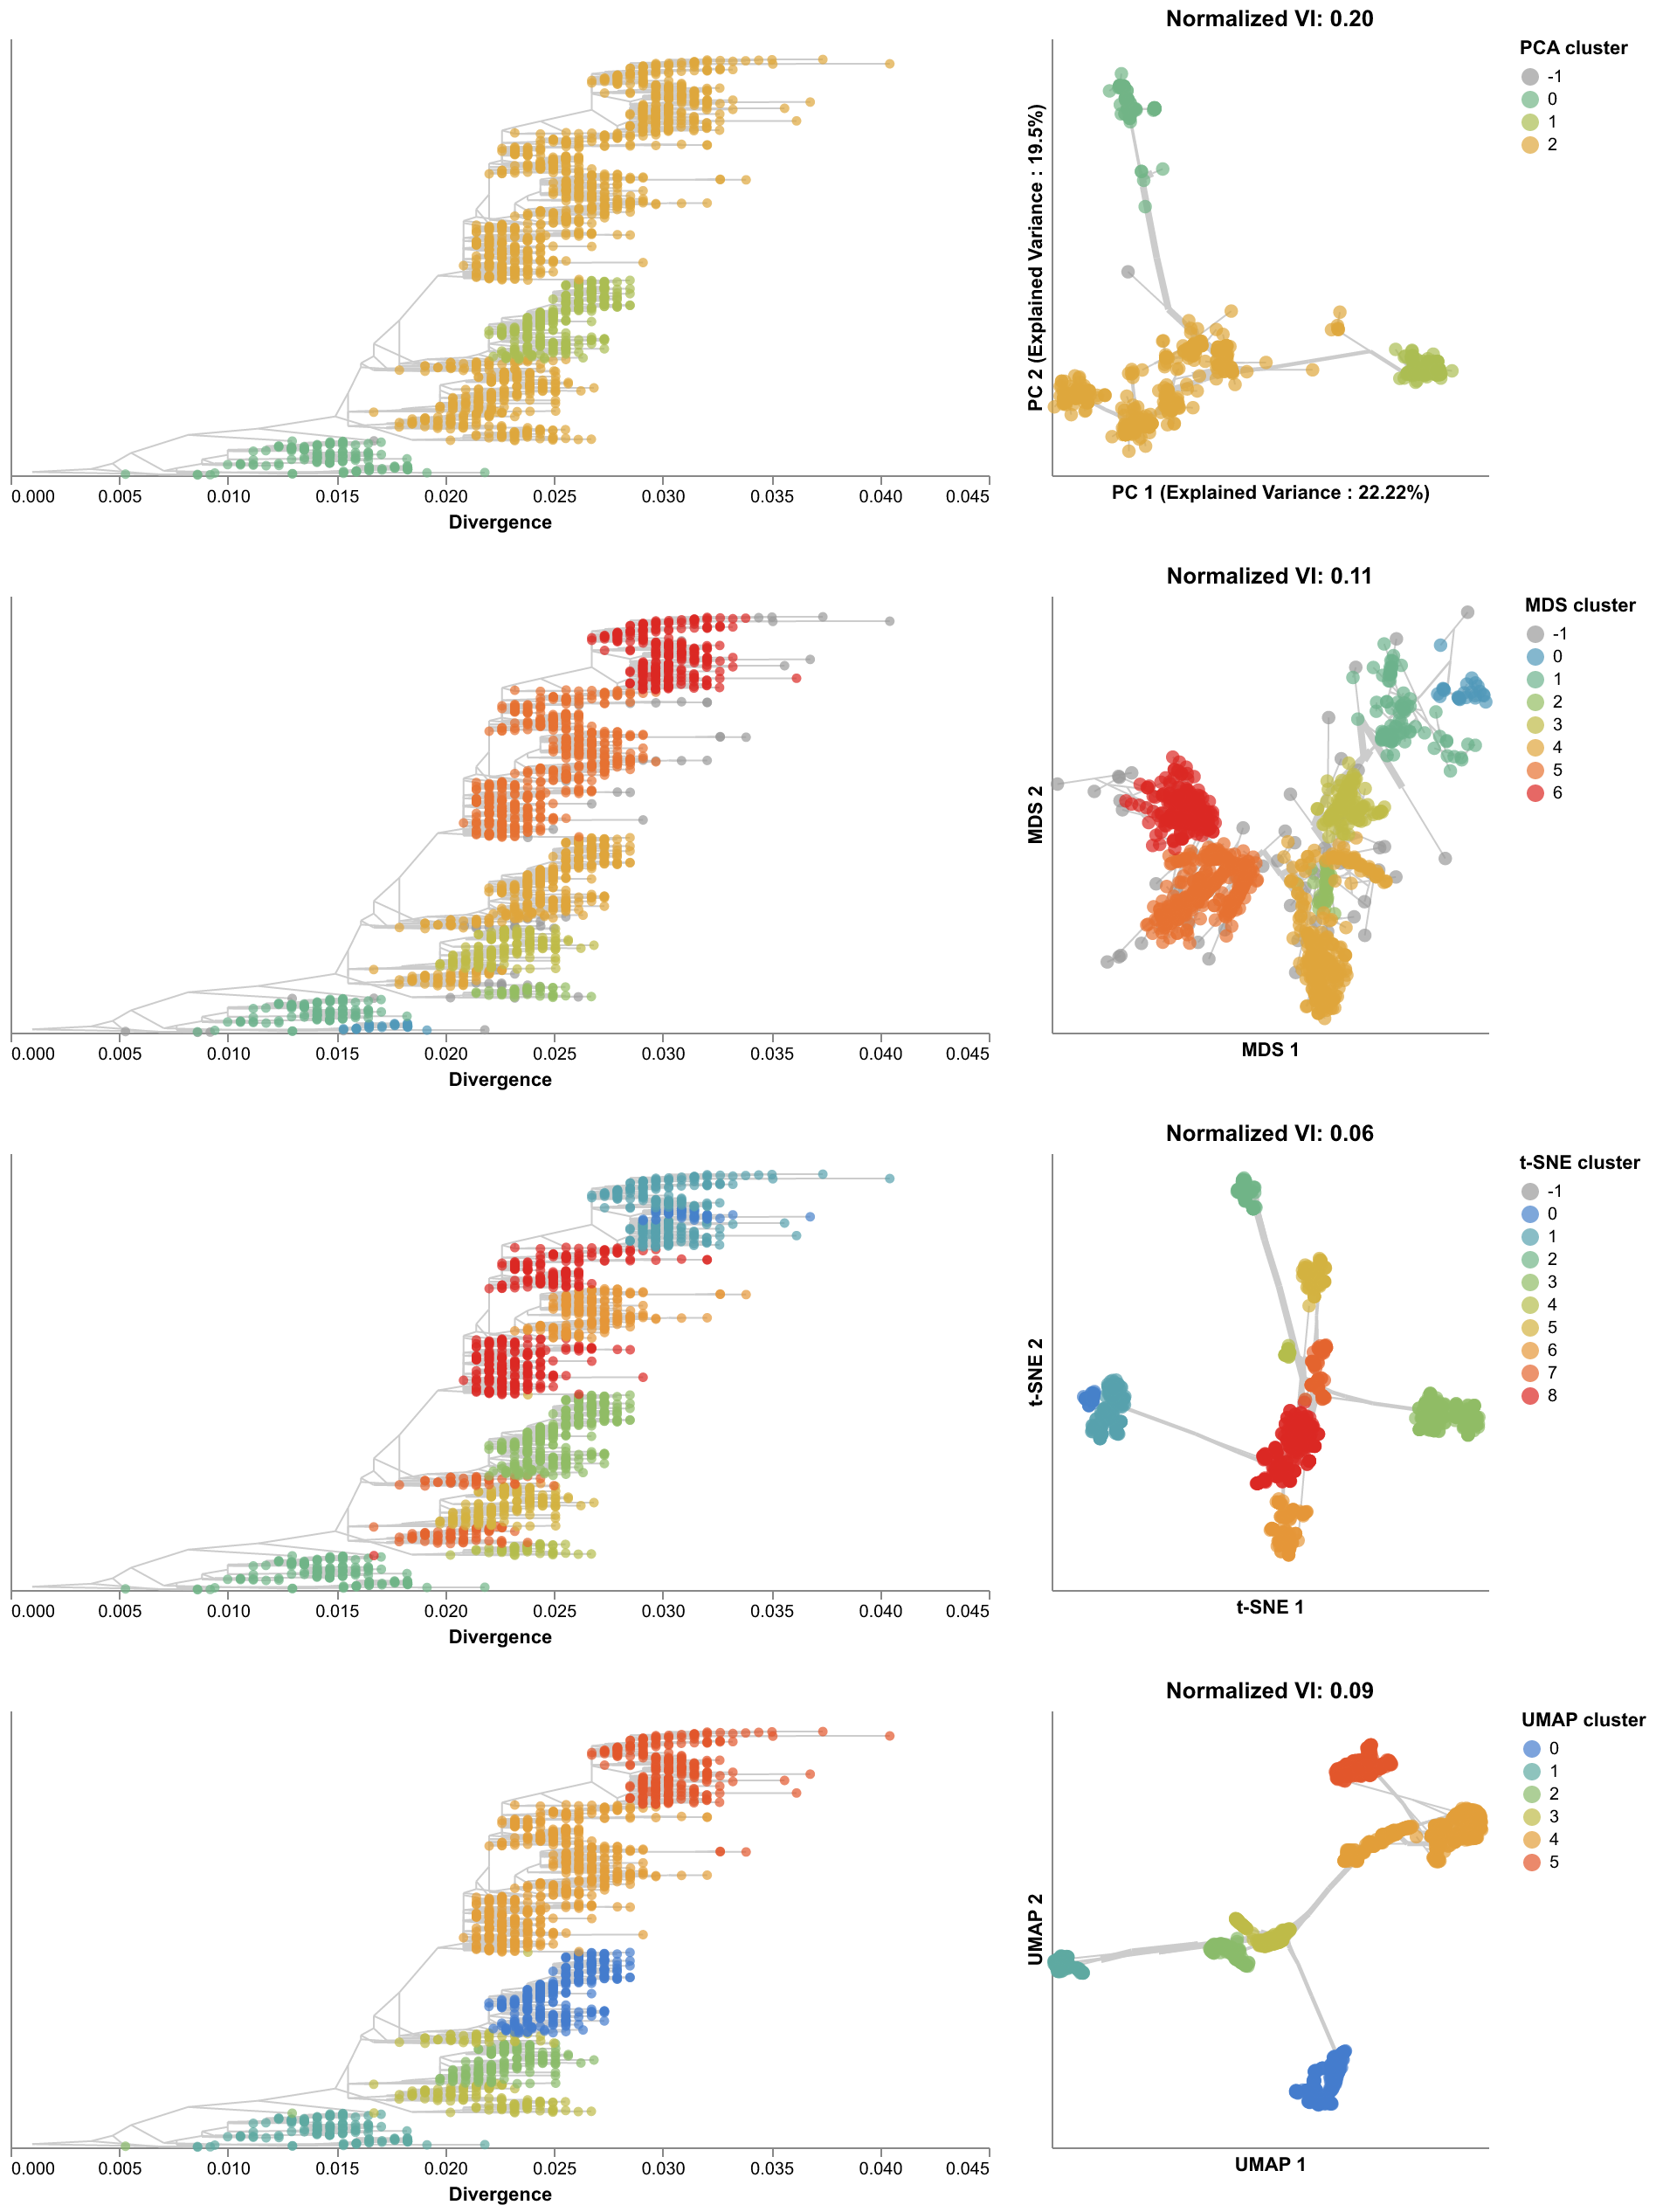 Normalized VI: 0.20
PCA cluster
-1
0
1
2
PC 2 (Explained Variance : 19.5%)
0.000 0.005 0.010 0.015 0.020 0.025 0.030 0.035 0.040 0.045
Divergence
PC 1 (Explained Variance : 22.22%)
Normalized VI: 0.11
MDS cluster
-1
0
1
2
3
4
5
6
MDS 2
0.000 0.005 0.010 0.015 0.020 0.025 0.030 0.035 0.040 0.045
Divergence
MDS 1
Normalized VI: 0.06
t-SNE cluster
-1
0
1
2
3
4
5
6
7
8
t-SNE 2
0.000 0.005 0.010 0.015 0.020 0.025 0.030 0.035 0.040 0.045
Divergence
t-SNE 1
Normalized VI: 0.09
UMAP cluster
0
1
2
3
4
5
UMAP 2
0.000 0.005 0.010 0.015 0.020 0.025 0.030 0.035 0.040 0.045
Divergence
UMAP 1